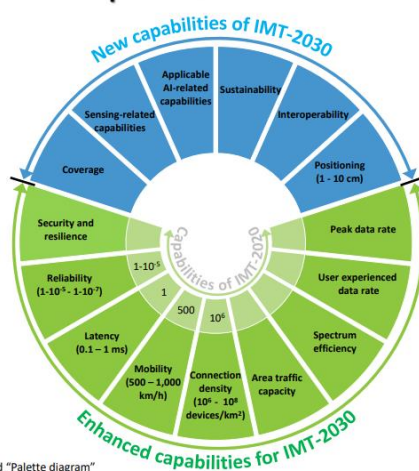 New capabilities of IMT-2030
Applicable
AI-related
capabilities
Sustainability
Sensing-related
capabilities
Interoperability
Coverage
Positioning
(1 - 10 cm)
Security and
resilience
Peak data rate
Capabilities of IMT-2020
Reliability
(1-10⁻⁵ - 1-10⁻⁷)
1-10⁻⁵
User experienced
data rate
Latency
(0.1 – 1 ms)
1
Spectrum
efficiency
Mobility
(500 – 1,000
km/h)
500
Connection
density
(10⁶ - 10⁸
devices/km²)
10⁶
Area traffic
capacity
Enhanced capabilities for IMT-2030
"Palette diagram"